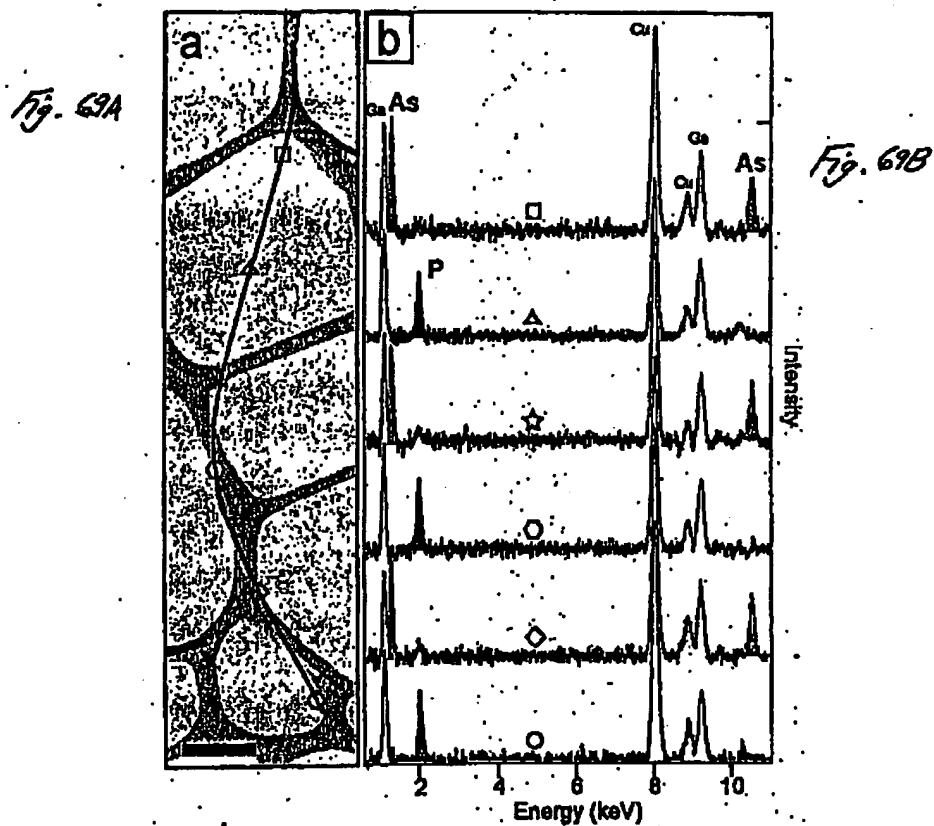 Fig. 69A
a
b
Cu
Ga As
Ga
Cu
As
Fig. 69B
P
Intensity
2 4 6 8 10
Energy (keV)